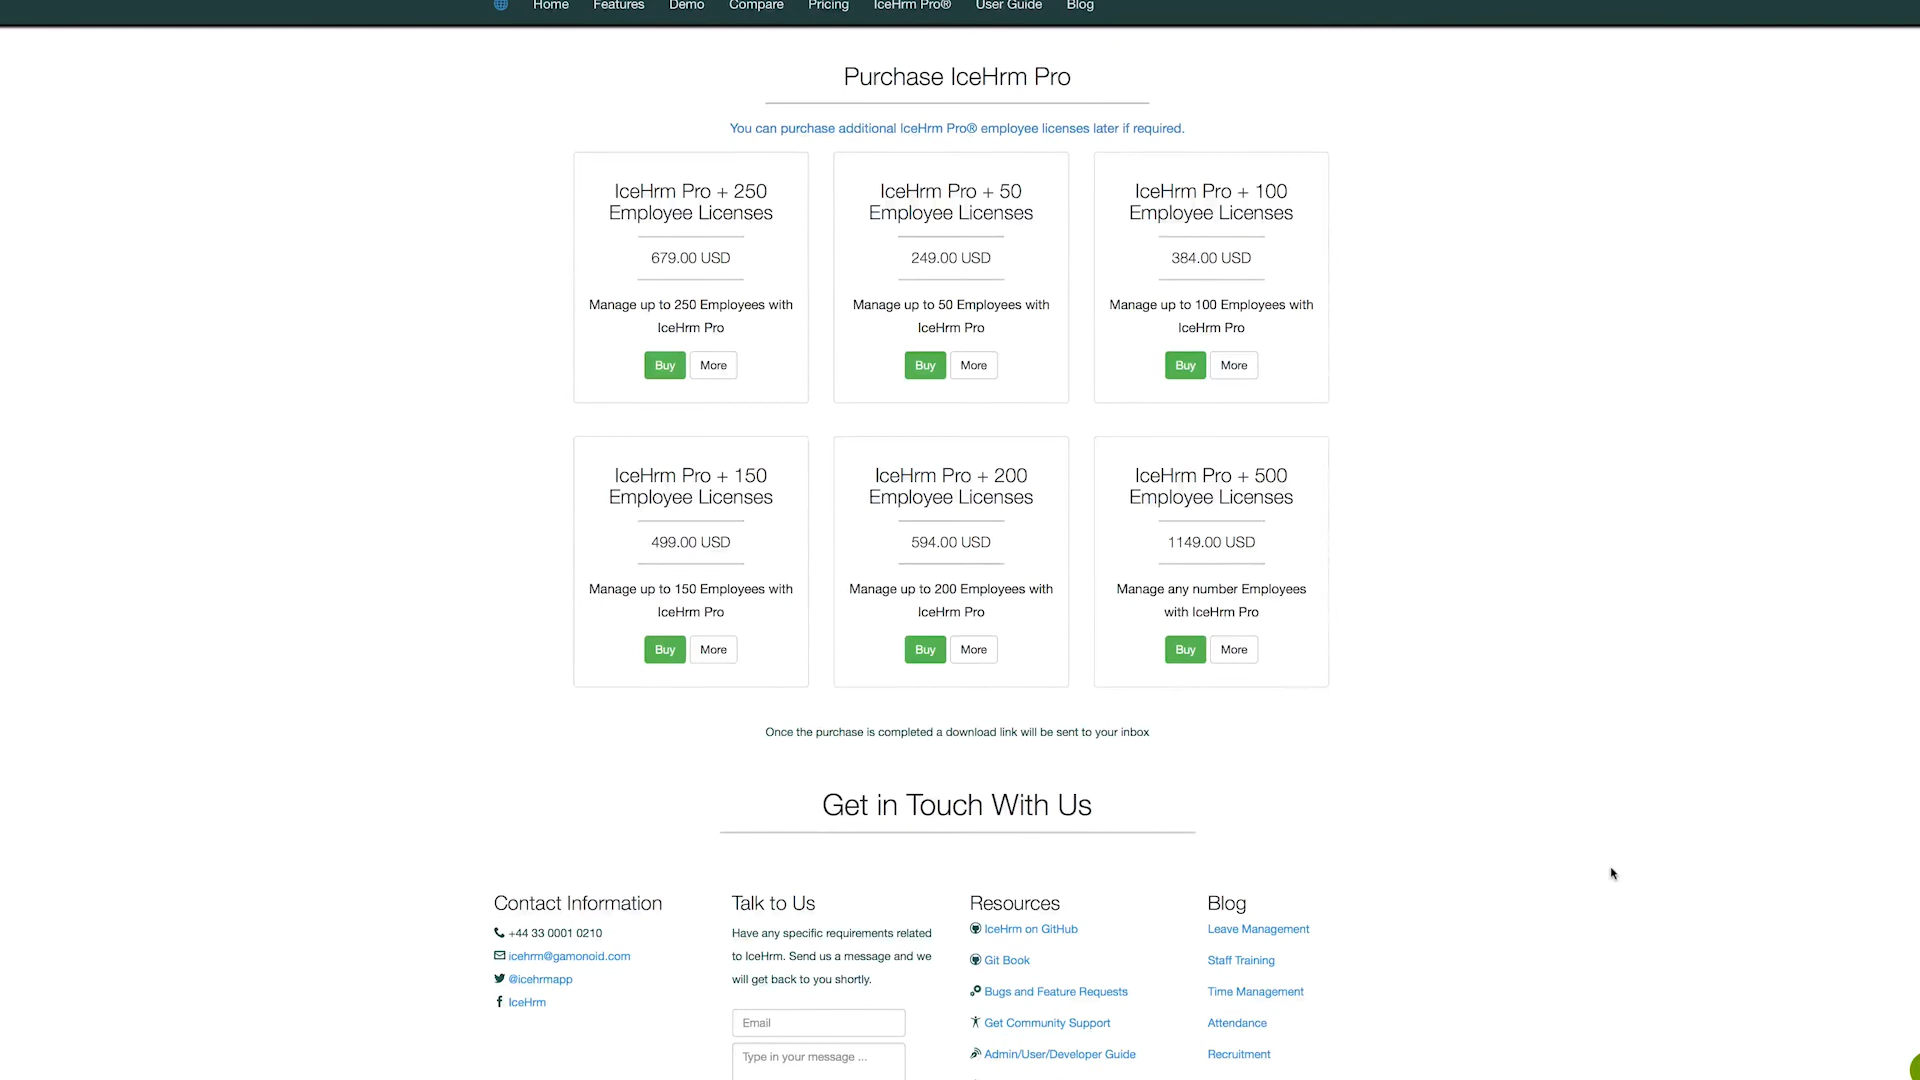 Home Features Demo Compare Pricing IceHrm Pro® User Guide Blog
Purchase IceHrm Pro
You can purchase additional IceHrm Pro® employee licenses later if required.
IceHrm Pro + 250
Employee Licenses
679.00 USD
Manage up to 250 Employees with
IceHrm Pro
Buy More
IceHrm Pro + 50
Employee Licenses
249.00 USD
Manage up to 50 Employees with
IceHrm Pro
Buy More
IceHrm Pro + 100
Employee Licenses
384.00 USD
Manage up to 100 Employees with
IceHrm Pro
Buy More
IceHrm Pro + 150
Employee Licenses
499.00 USD
Manage up to 150 Employees with
IceHrm Pro
Buy More
IceHrm Pro + 200
Employee Licenses
594.00 USD
Manage up to 200 Employees with
IceHrm Pro
Buy More
IceHrm Pro + 500
Employee Licenses
1149.00 USD
Manage any number Employees
with IceHrm Pro
Buy More
Once the purchase is completed a download link will be sent to your inbox
Get in Touch With Us
Contact Information
+44 33 0001 0210
icehrm@gamonoid.com
@icehrmapp
IceHrm
Talk to Us
Have any specific requirements related
to IceHrm. Send us a message and we
will get back to you shortly.
Email
Type in your message ...
Resources
IceHrm on GitHub
Git Book
Bugs and Feature Requests
Get Community Support
Admin/User/Developer Guide
Blog
Leave Management
Staff Training
Time Management
Attendance
Recruitment